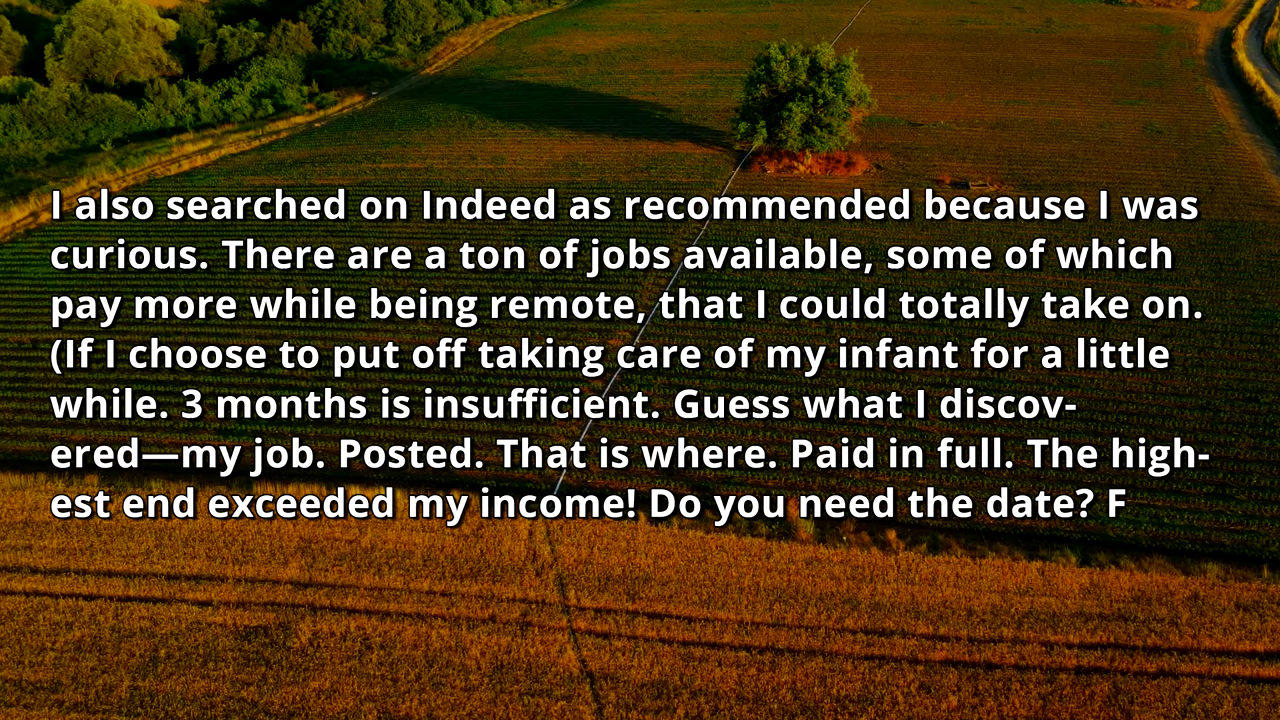 I also searched on Indeed as recommended because I was
curious. There are a ton of jobs available, some of which
pay more while being remote, that I could totally take on.
(If I choose to put off taking care of my infant for a little
while. 3 months is insufficient. Guess what I discov-
ered—my job. Posted. That is where. Paid in full. The high-
est end exceeded my income! Do you need the date? F